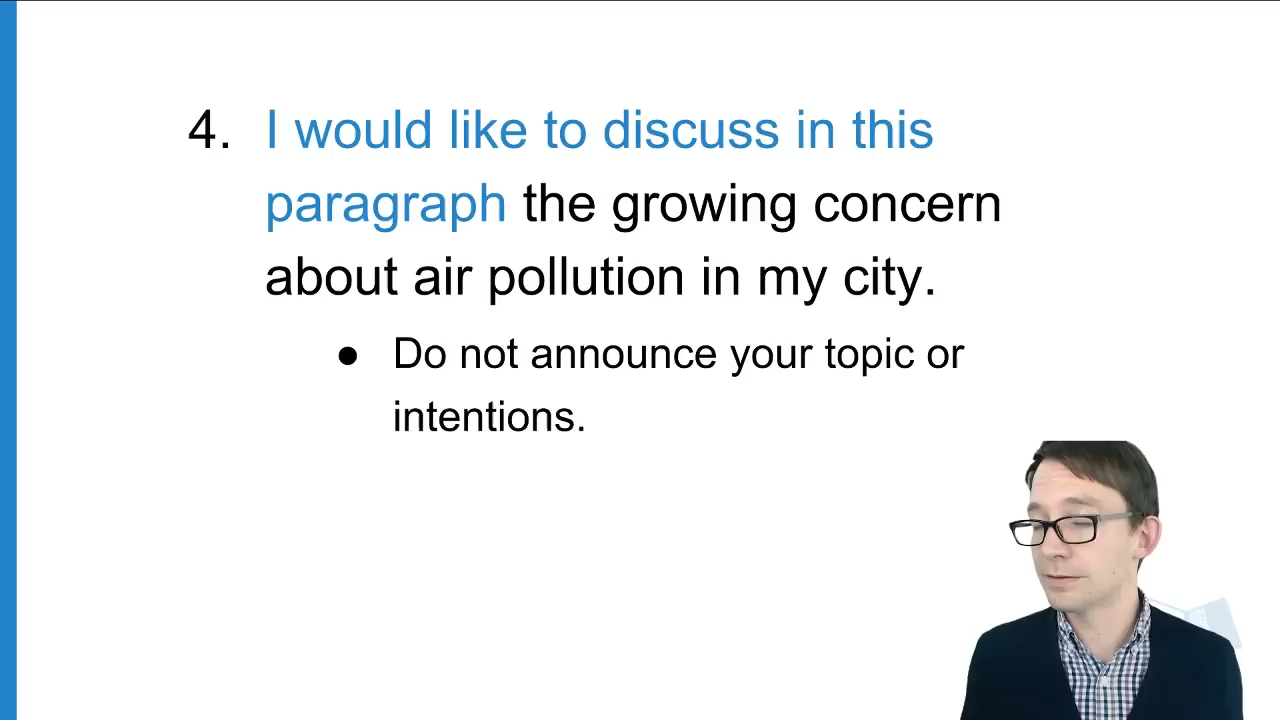 4. I would like to discuss in this
paragraph the growing concern
about air pollution in my city.
● Do not announce your topic or
intentions.